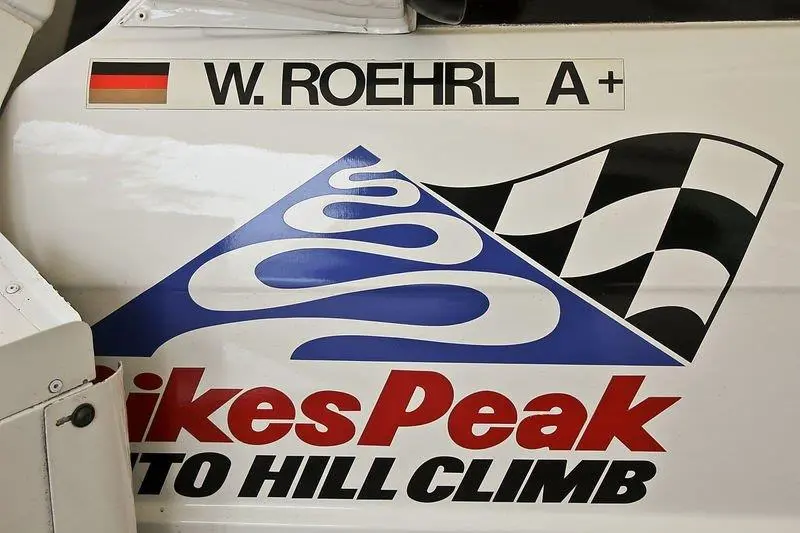 W. ROEHRL A+
ikesPeak
TO HILL CLIMB